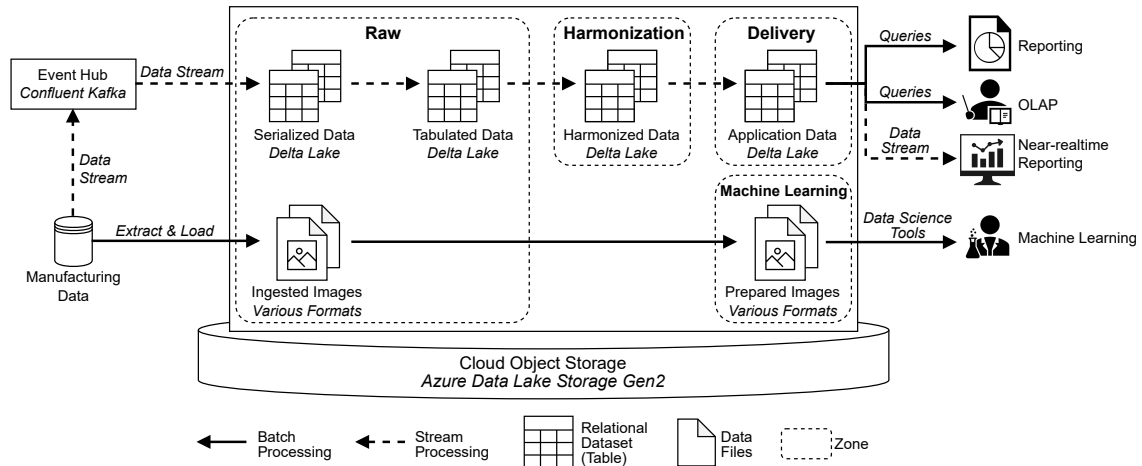 Raw
Harmonization
Delivery
Queries
Reporting
Event Hub
Confluent Kafka
Data Stream
Queries
OLAP
Serialized Data
Delta Lake
Tabulated Data
Delta Lake
Harmonized Data
Delta Lake
Application Data
Delta Lake
Data
Stream
Near-realtime
Reporting
Data
Stream
Machine Learning
Extract & Load
Data Science
Tools
Machine Learning
Manufacturing
Data
Ingested Images
Various Formats
Prepared Images
Various Formats
Cloud Object Storage
Azure Data Lake Storage Gen2
Batch
Processing
Stream
Processing
Relational
Dataset
(Table)
Data
Files
Zone